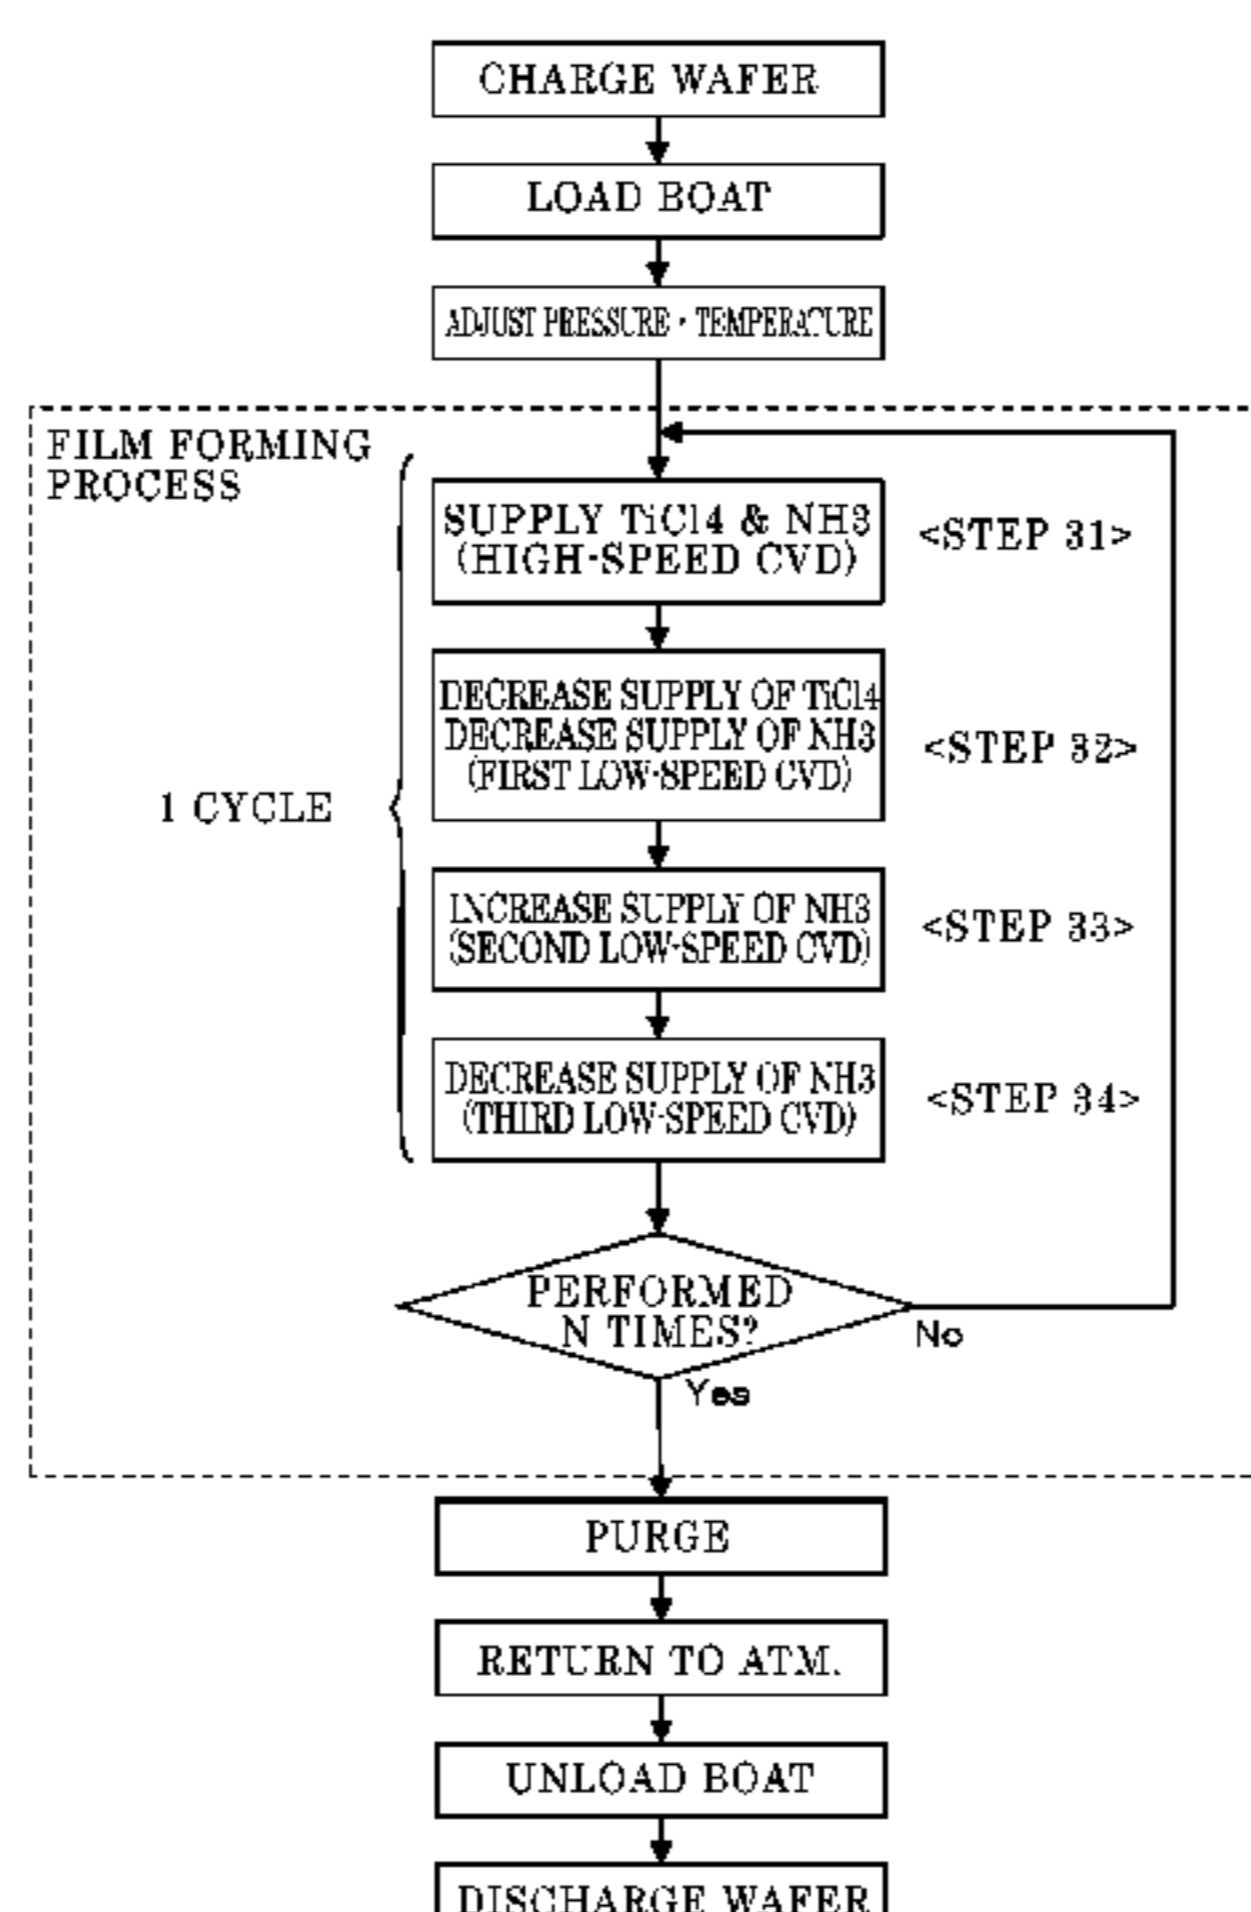 CHARGE WAFER
LOAD BOAT
ADJUST PRESSURE・TEMPERATURE
FILM FORMING
PROCESS
SUPPLY TiCl4 & NH3
(HIGH-SPEED CVD)
<STEP 31>
DECREASE SUPPLY OF TiCl4
DECREASE SUPPLY OF NH3
(FIRST LOW-SPEED CVD)
<STEP 32>
1 CYCLE
INCREASE SUPPLY OF NH3
(SECOND LOW-SPEED CVD)
<STEP 33>
DECREASE SUPPLY OF NH3
(THIRD LOW-SPEED CVD)
<STEP 34>
PERFORMED
N TIMES?
No
Yes
PURGE
RETURN TO ATM.
UNLOAD BOAT
DISCHARGE WAFER